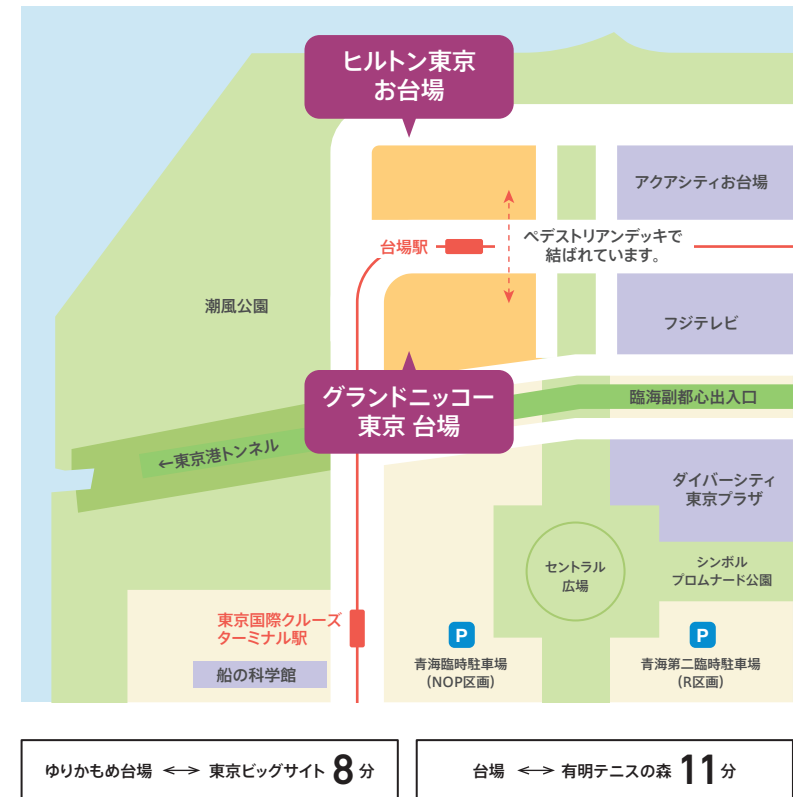 ヒルトン東京
お台場
アクアシティお台場
台場駅
ペデストリアンデッキで
結ばれています。
潮風公園
フジテレビ
グランドニッコー
東京 台場
臨海副都心出入口
←東京港トンネル
ダイバーシティ
東京プラザ
セントラル
広場
シンボル
プロムナード公園
東京国際クルーズ
ターミナル駅
船の科学館
P
青海臨時駐車場
(NOP区画)
P
青海第二臨時駐車場
(R区画)
ゆりかもめ台場 ⟷ 東京ビッグサイト 8分
台場 ⟷ 有明テニスの森 11分